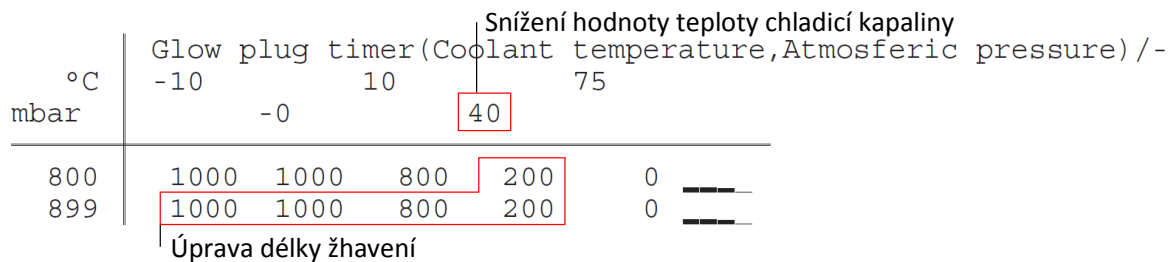 Snížení hodnoty teploty chladicí kapaliny
Glow plug timer(Coolant temperature,Atmosferic pressure)/-
°C -10 10 75
mbar -0 40
800 1000 1000 800 200 0
899 1000 1000 800 200 0
Úprava délky žhavení